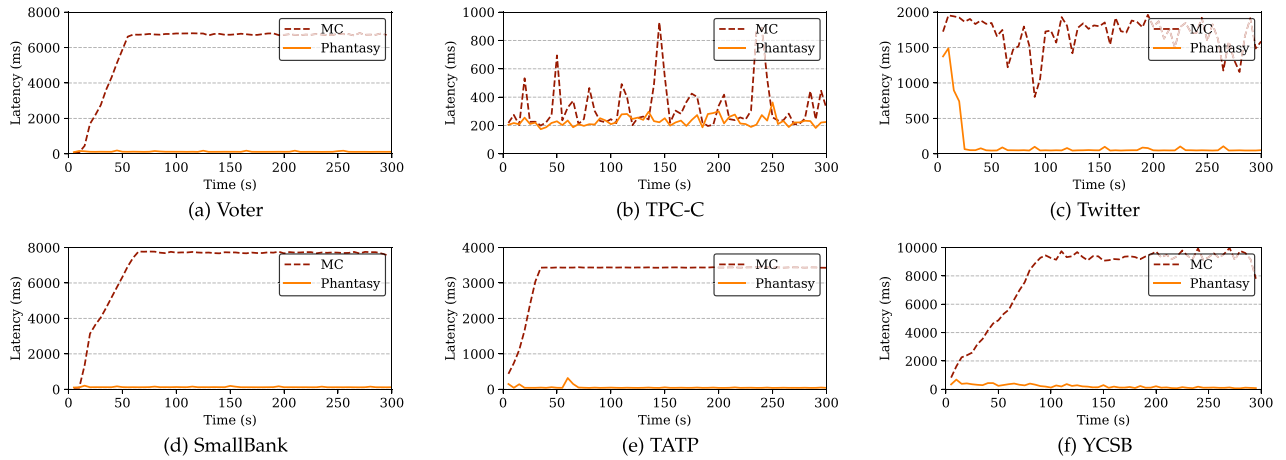 8000
6000
4000
2000
0
Latency (ms)
0 50 100 150 200 250 300
Time (s)
MC
Phantasy
(a) Voter
1000
800
600
400
200
0
Latency (ms)
0 50 100 150 200 250 300
Time (s)
MC
Phantasy
(b) TPC-C
2000
1500
1000
500
0
Latency (ms)
0 50 100 150 200 250 300
Time (s)
MC
Phantasy
(c) Twitter
8000
6000
4000
2000
0
Latency (ms)
0 50 100 150 200 250 300
Time (s)
MC
Phantasy
(d) SmallBank
4000
3000
2000
1000
0
Latency (ms)
0 50 100 150 200 250 300
Time (s)
MC
Phantasy
(e) TATP
10000
8000
6000
4000
2000
0
Latency (ms)
0 50 100 150 200 250 300
Time (s)
MC
Phantasy
(f) YCSB